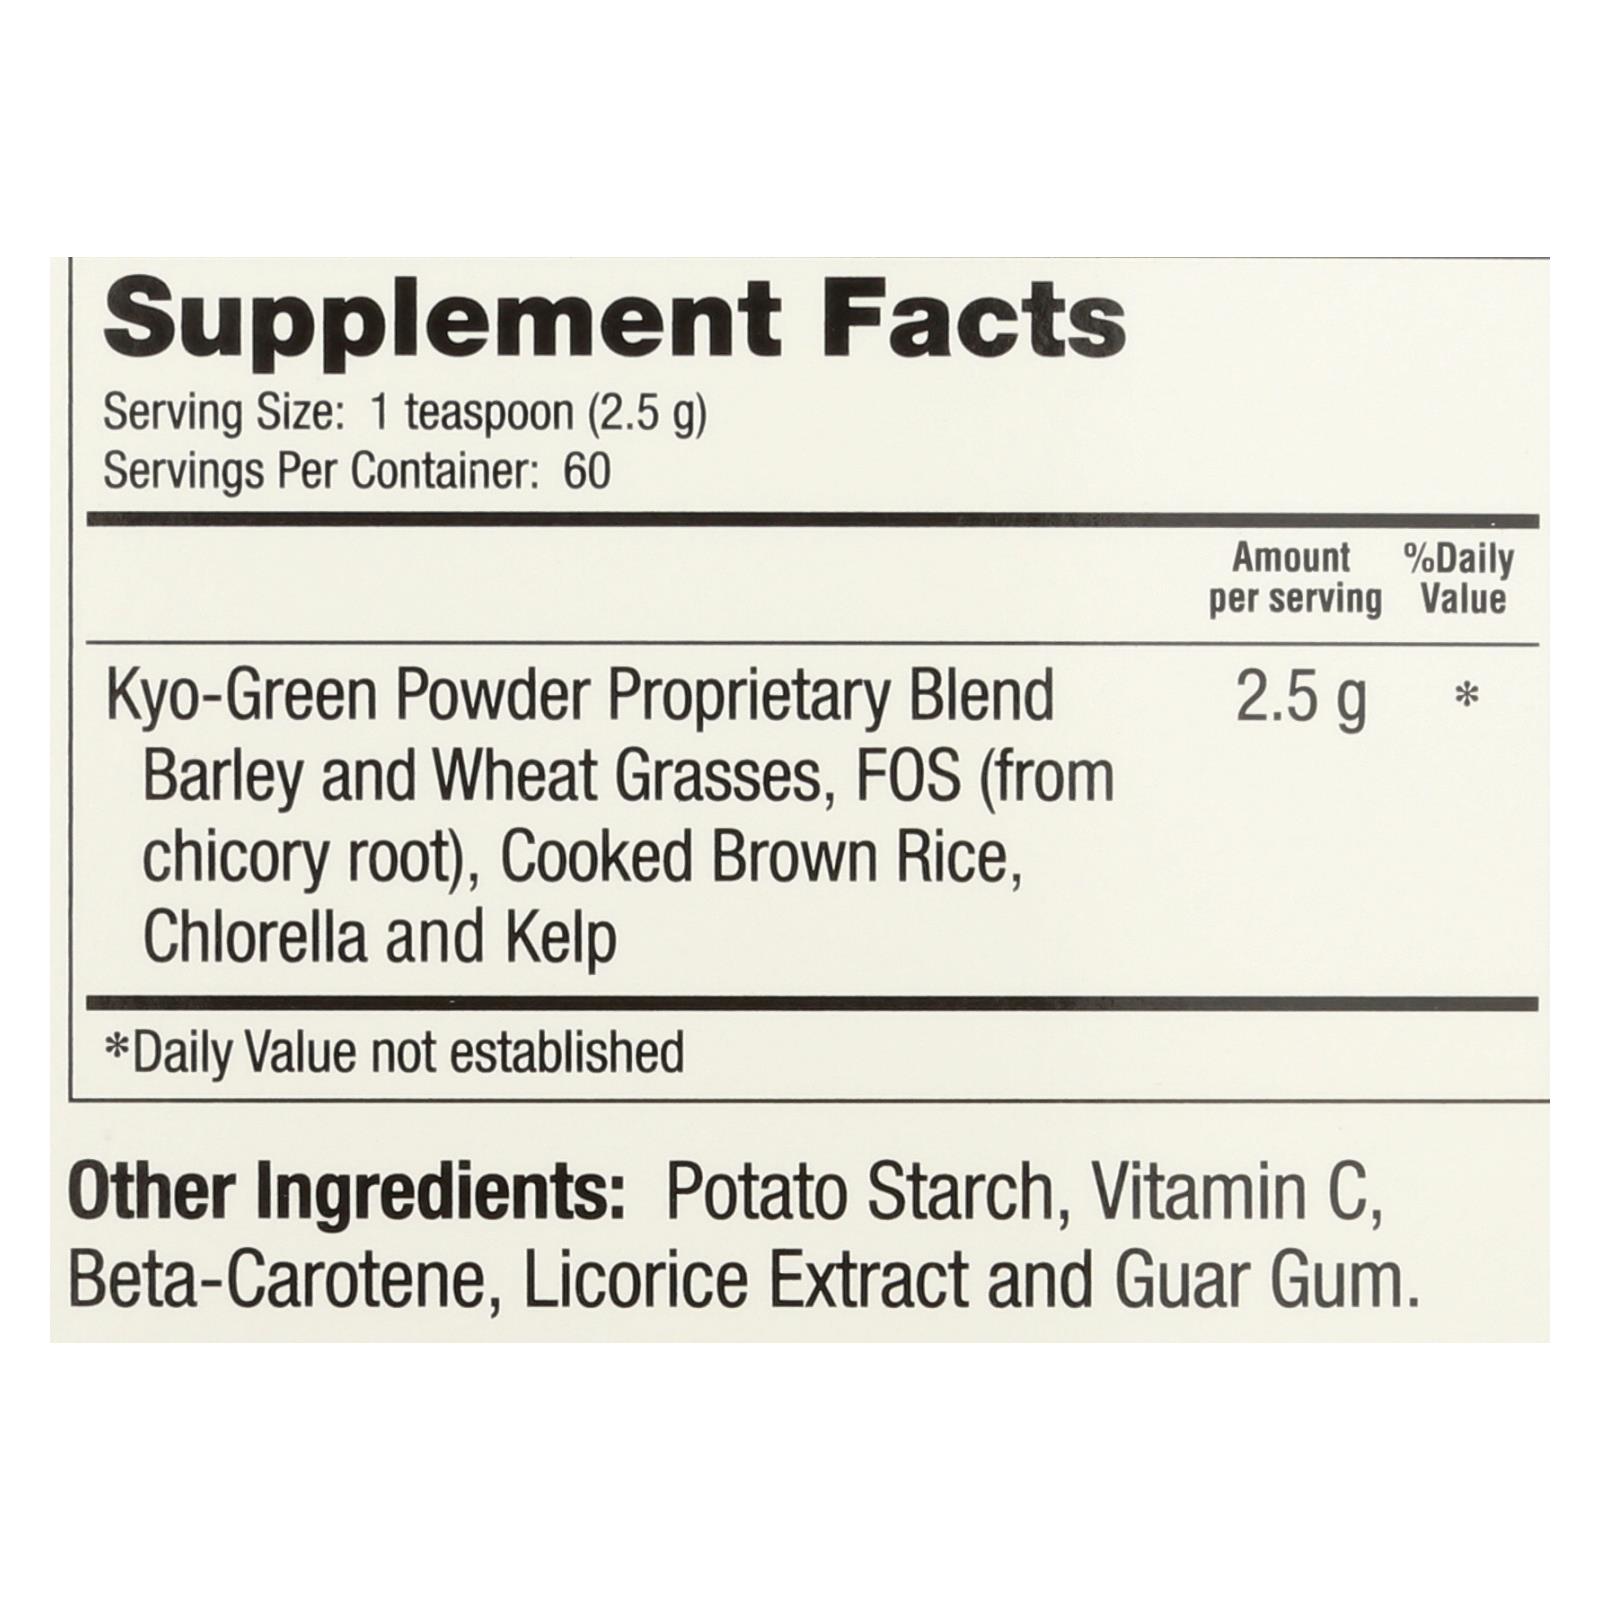 Supplement Facts
Serving Size: 1 teaspoon (2.5 g)
Servings Per Container: 60
Amount per serving %Daily Value
Kyo-Green Powder Proprietary Blend 2.5 g *
Barley and Wheat Grasses, FOS (from
chicory root), Cooked Brown Rice,
Chlorella and Kelp
*Daily Value not established
Other Ingredients: Potato Starch, Vitamin C,
Beta-Carotene, Licorice Extract and Guar Gum.